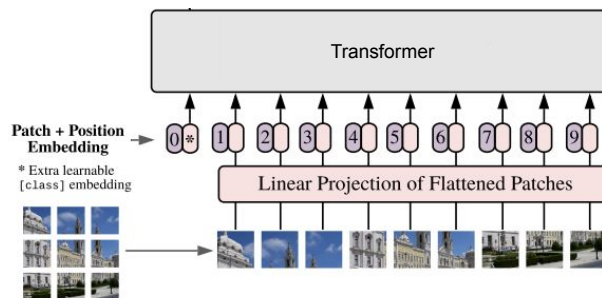 Transformer
0 * 1 2 3 4 5 6 7 8 9
Patch + Position
Embedding
* Extra learnable
[class] embedding
Linear Projection of Flattened Patches